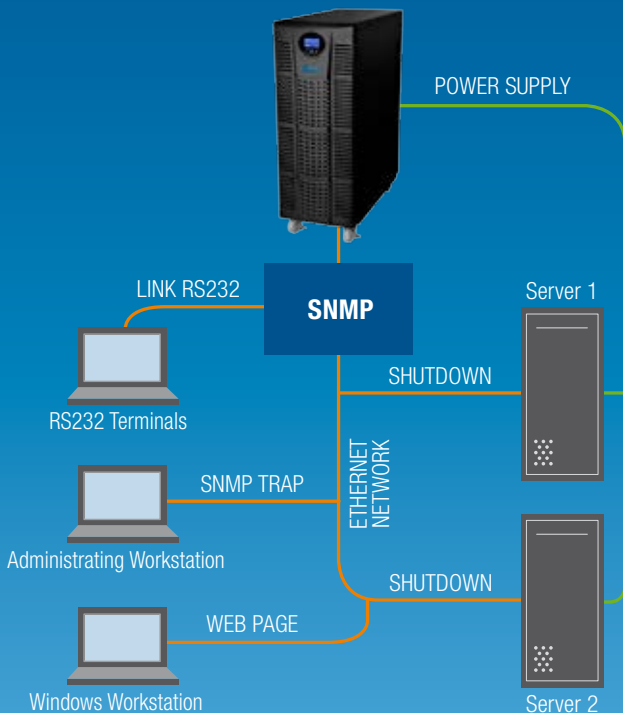 POWER SUPPLY
LINK RS232
SNMP
Server 1
SHUTDOWN
RS232 Terminals
ETHERNET
NETWORK
SNMP TRAP
Administrating Workstation
SHUTDOWN
WEB PAGE
Windows Workstation
Server 2